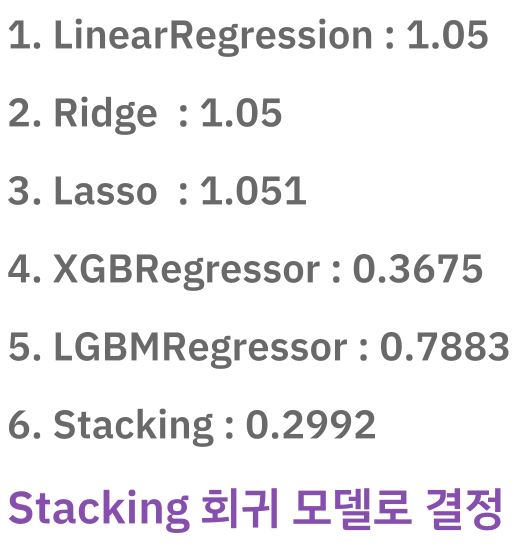 1. LinearRegression : 1.05
2. Ridge : 1.05
3. Lasso : 1.051
4. XGBRegressor : 0.3675
5. LGBMRegressor : 0.7883
6. Stacking : 0.2992
Stacking 회귀 모델로 결정